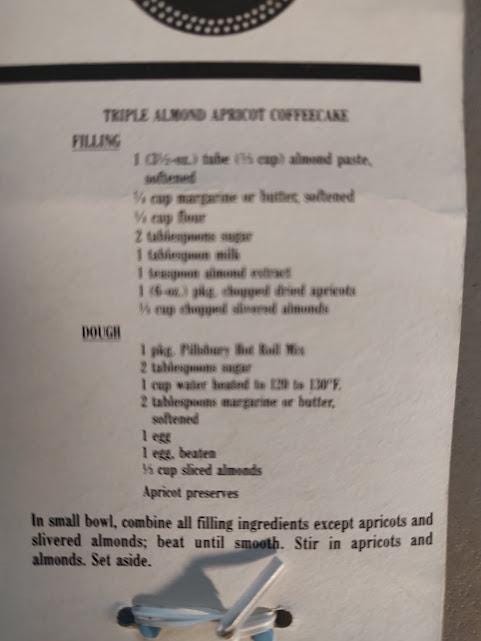 TRIPLE ALMOND APRICOT COFFEECAKE
FILLING
1 (3½-oz.) tube (⅓ cup) almond paste,
softened
¼ cup margarine or butter, softened
cup flour
2 tablespoons sugar
1 tablespoon milk
1 teaspoon almond extract
1 (6-oz.) pkg. chopped dried apricots
cup chopped slivered almonds
DOUGH
1 pkg. Pillsbury Hot Roll Mix
2 tablespoons sugar
1 cup water heated to 120 to 130°F.
2 tablespoons margarine or butter,
softened
1 egg
1 egg, beaten
⅓ cup sliced almonds
Apricot preserves
In small bowl, combine all filling ingredients except apricots and
slivered almonds; beat until smooth. Stir in apricots and
almonds. Set aside.